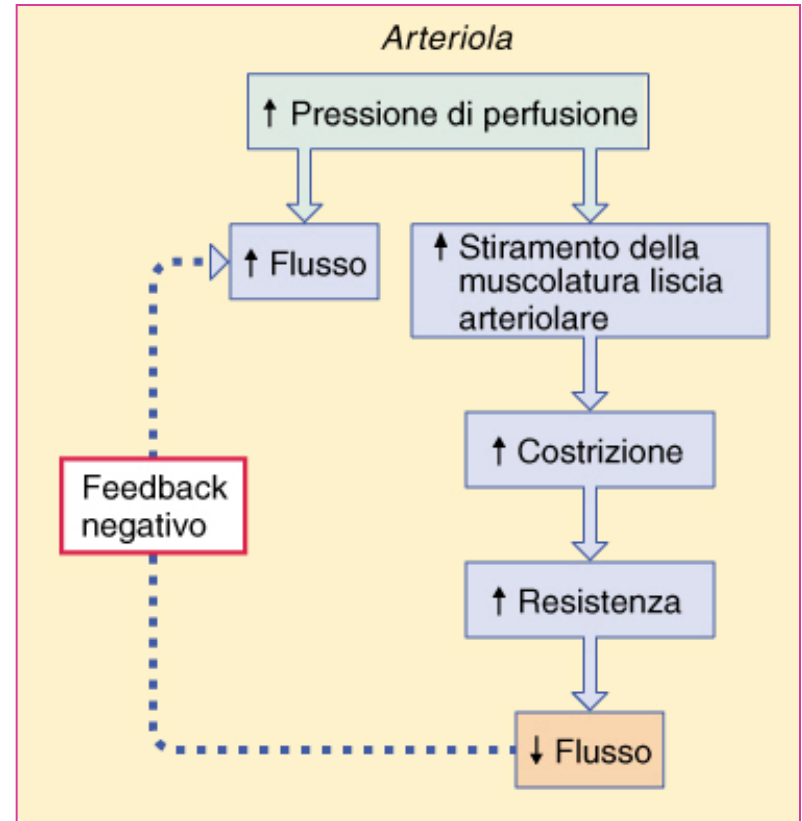 Arteriola
↑ Pressione di perfusione
↑ Flusso
↑ Stiramento della
muscolatura liscia
arteriolare
↑ Costrizione
Feedback
negativo
↑ Resistenza
↓ Flusso